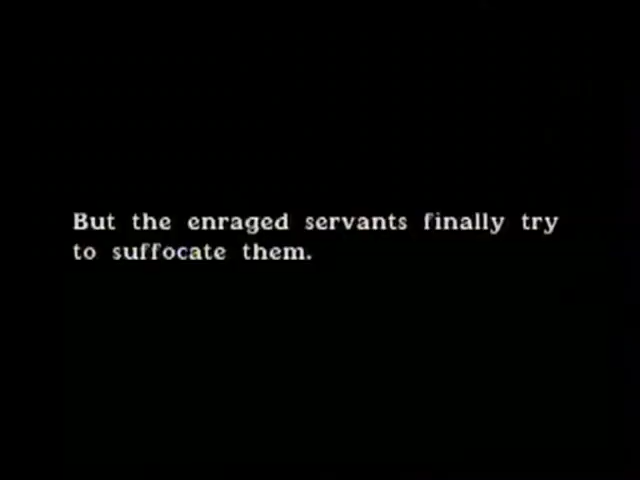 But the enraged servants finally try
to suffocate them.